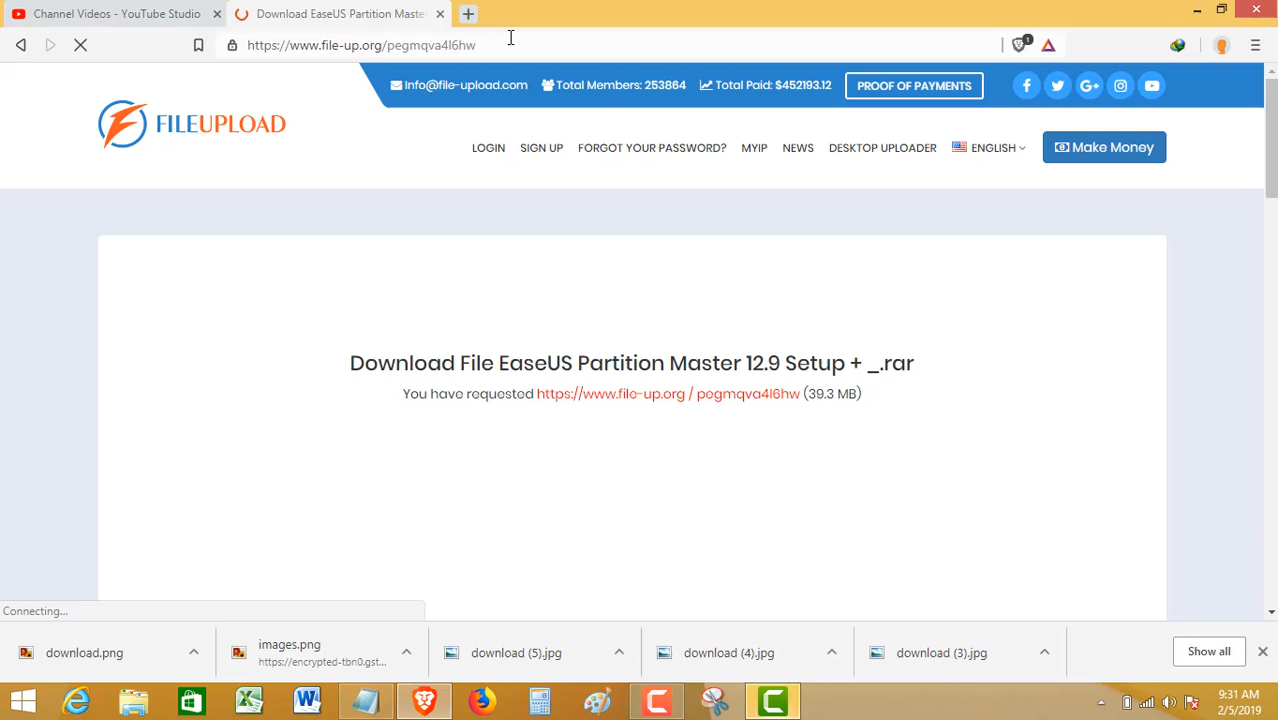 Channel Videos - YouTube Studio
Download EaseUS Partition Master
https://www.file-up.org/pegmqva4l6hw
1
Info@file-upload.com Total Members: 253864 Total Paid: $452193.12 PROOF OF PAYMENTS
FILEUPLOAD
LOGIN SIGN UP FORGOT YOUR PASSWORD? MYIP NEWS DESKTOP UPLOADER ENGLISH Make Money
Download File EaseUS Partition Master 12.9 Setup + _.rar
You have requested https://www.file-up.org / pegmqva4l6hw (39.3 MB)
Connecting...
download.png
images.png
https://encrypted-tbn0.gst...
download (5).jpg
download (4).jpg
download (3).jpg
Show all
9:31 AM
2/5/2019